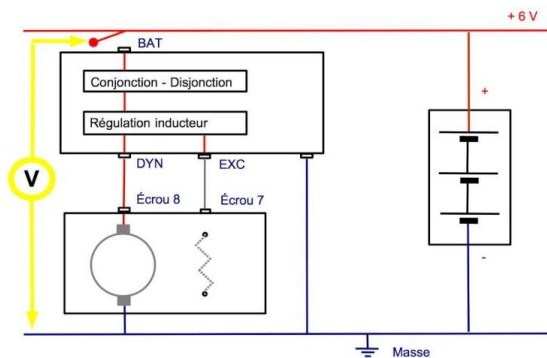 + 6 V
BAT
Conjonction - Disjonction
+
Régulation inducteur
DYN
EXC
V
Écrou 8
Écrou 7
-
Masse